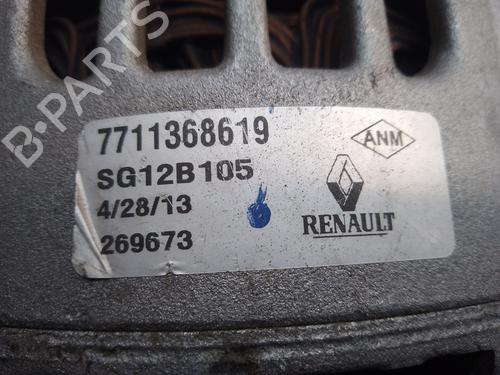 7711368619
SG12B105
4/28/13
269673
ANM
RENAULT
B-PARTS